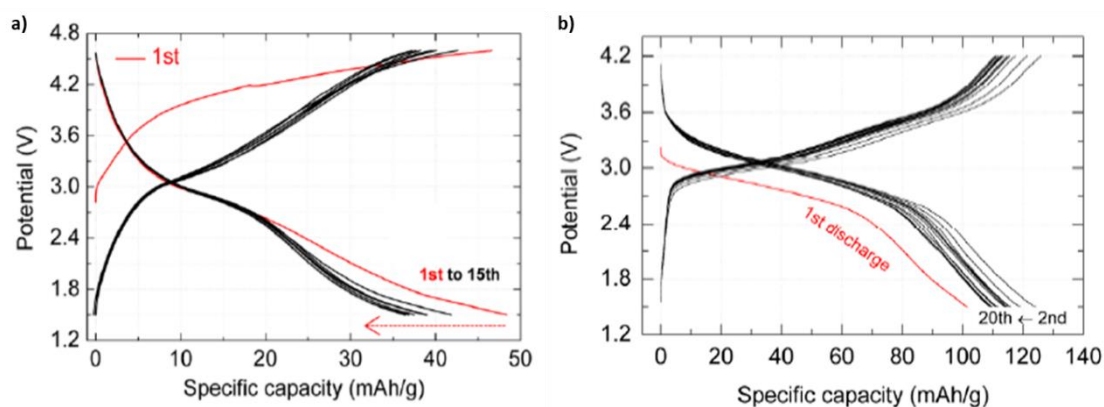 a)
4.8
4.2
3.6
3.0
2.4
1.8
1.2
Potential (V)
1st
1st to 15th
0 10 20 30 40 50
Specific capacity (mAh/g)
b)
4.2
3.6
3.0
2.4
1.8
1.2
Potential (V)
1st discharge
20th ← 2nd
0 20 40 60 80 100 120 140
Specific capacity (mAh/g)